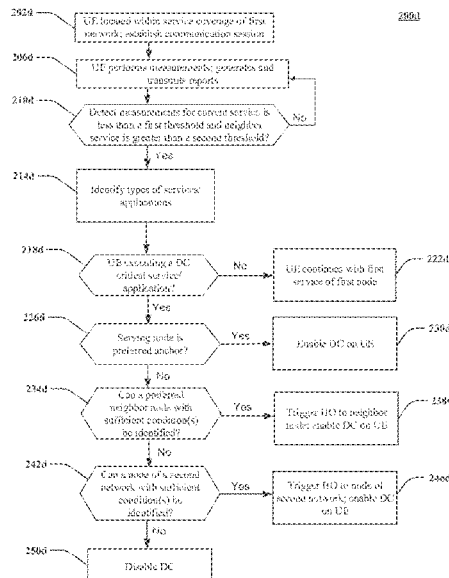 202d
200d
UE located within service coverage of first
network; establish communication session
206d
UE performs measurements; generates and
transmits reports
210d
Detect measurements for current service is
less than a first threshold and neighbor
service is greater than a second threshold?
No
Yes
214d
Identify types of services/
applications
218d
UE executing a DC
critical service/
application?
No
222d
UE continues with first
service of first node
Yes
226d
Serving node is
preferred anchor?
Yes
230d
Enable DC on UE
No
234d
Can a preferred
neighbor node with
sufficient condition(s)
be identified?
Yes
238d
Trigger HO to neighbor
node; enable DC on UE
No
242d
Can a node of a second
network with sufficient
condition(s) be
identified?
Yes
246d
Trigger HO to node of
second network; enable DC
on UE
No
250d
Disable DC